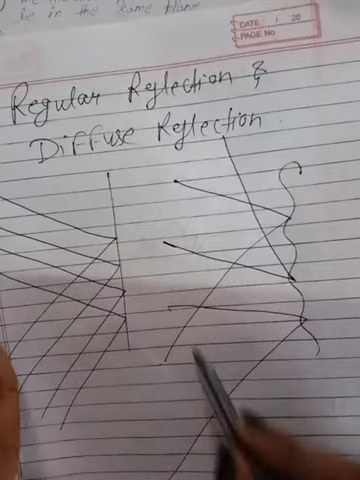 lie in the same plane
DATE / 20
PAGE No
Regular Reflection &
Diffuse Reflection